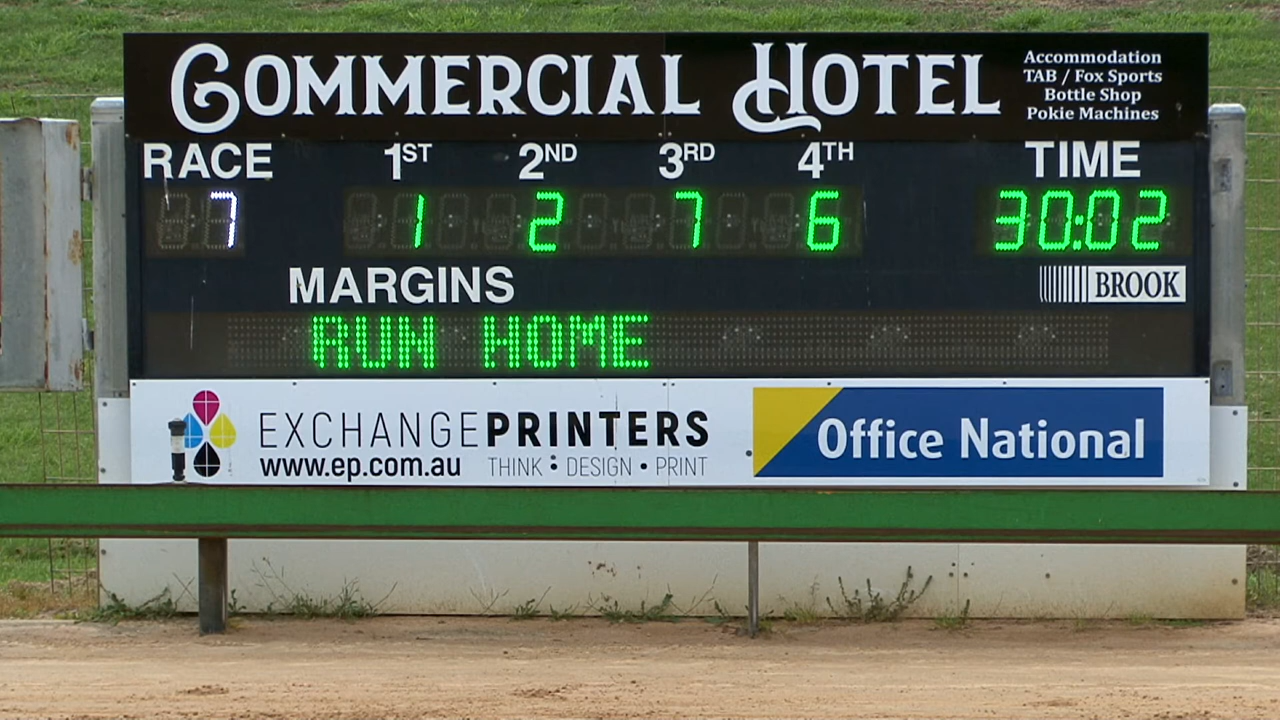 COMMERCIAL HOTEL
Accommodation
TAB / Fox Sports
Bottle Shop
Pokie Machines
RACE 1ST 2ND 3RD 4TH TIME
7 1 2 7 6 30:02
MARGINS
BROOK
RUN HOME
EXCHANGEPRINTERS
www.ep.com.au THINK • DESIGN • PRINT
Office National